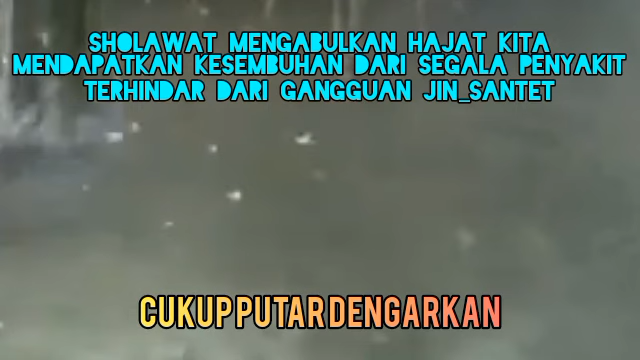 SHOLAWAT MENGABULKAN HAJAT KITA
MENDAPATKAN KESEMBUHAN DARI SEGALA PENYAKIT
TERHINDAR DARI GANGGUAN JIN_SANTET
CUKUP PUTAR DENGARKAN